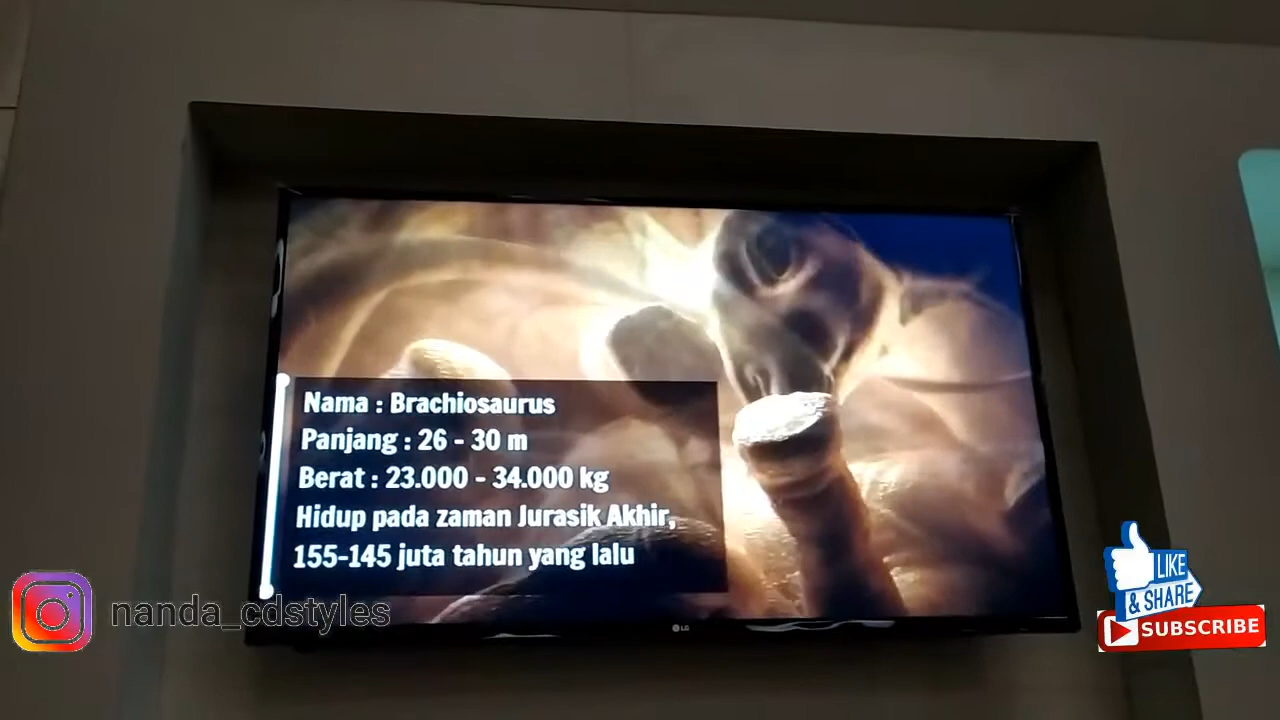 Nama : Brachiosaurus
Panjang : 26 - 30 m
Berat : 23.000 - 34.000 kg
Hidup pada zaman Jurasik Akhir,
155-145 juta tahun yang lalu
LG
nanda_cdstyles
LIKE
& SHARE
SUBSCRIBE